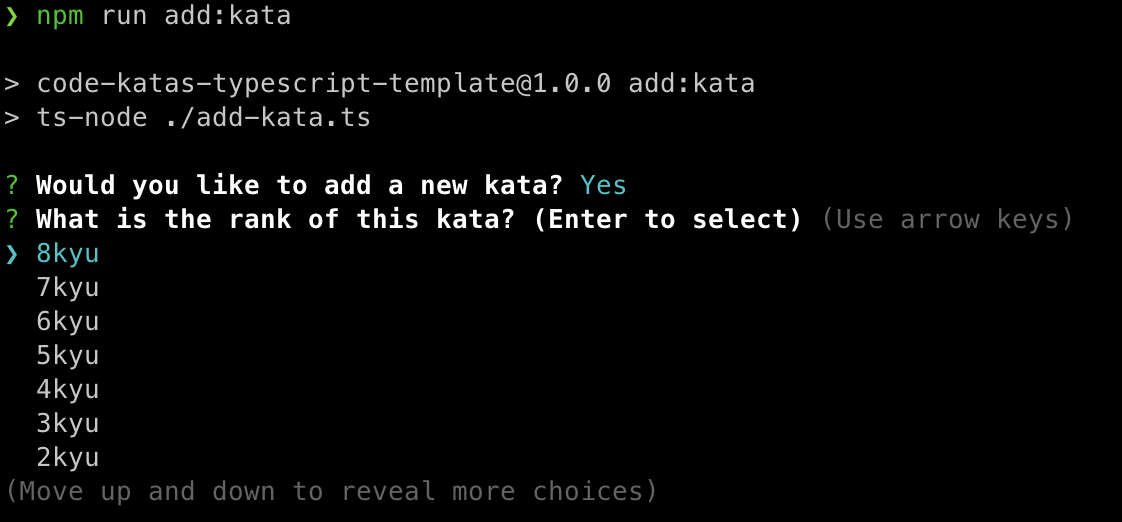 ❯ npm run add:kata
> code-katas-typescript-template@1.0.0 add:kata
> ts-node ./add-kata.ts
? Would you like to add a new kata? Yes
? What is the rank of this kata? (Enter to select) (Use arrow keys)
❯ 8kyu
7kyu
6kyu
5kyu
4kyu
3kyu
2kyu
(Move up and down to reveal more choices)